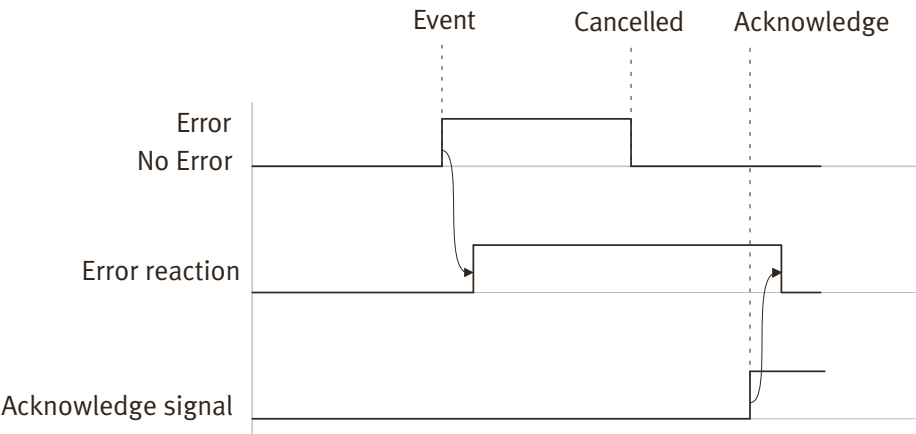 Event Cancelled Acknowledge
Error
No Error
Error reaction
Acknowledge signal